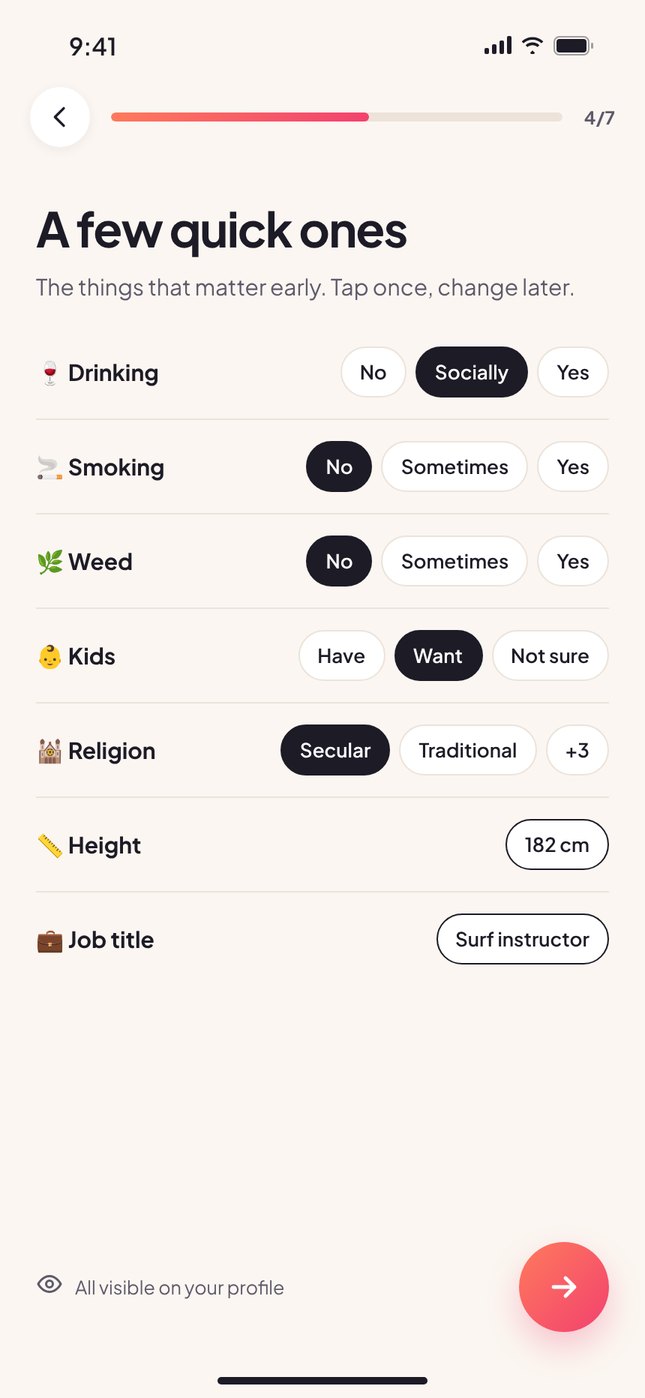 9:41
4/7
A few quick ones
The things that matter early. Tap once, change later.
Drinking No Socially Yes
Smoking No Sometimes Yes
Weed No Sometimes Yes
Kids Have Want Not sure
Religion Secular Traditional +3
Height 182 cm
Job title Surf instructor
All visible on your profile